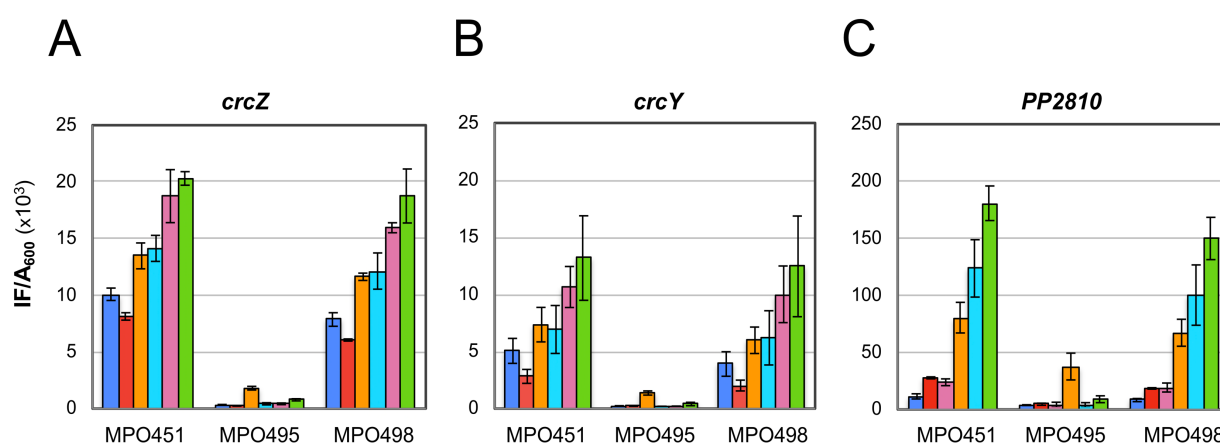 A B C
crcZ crcY PP2810
25 25 250
20 20 200
15 15 150
10 10 100
5 5 50
0 0 0
IF/A600 (x10³)
MPO451 MPO495 MPO498 MPO451 MPO495 MPO498 MPO451 MPO495 MPO498